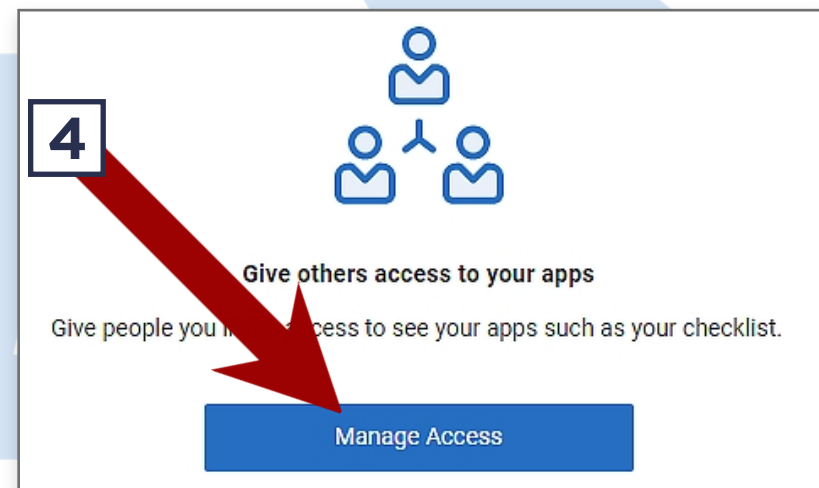 4
Give others access to your apps
Give people you access to see your apps such as your checklist.
Manage Access